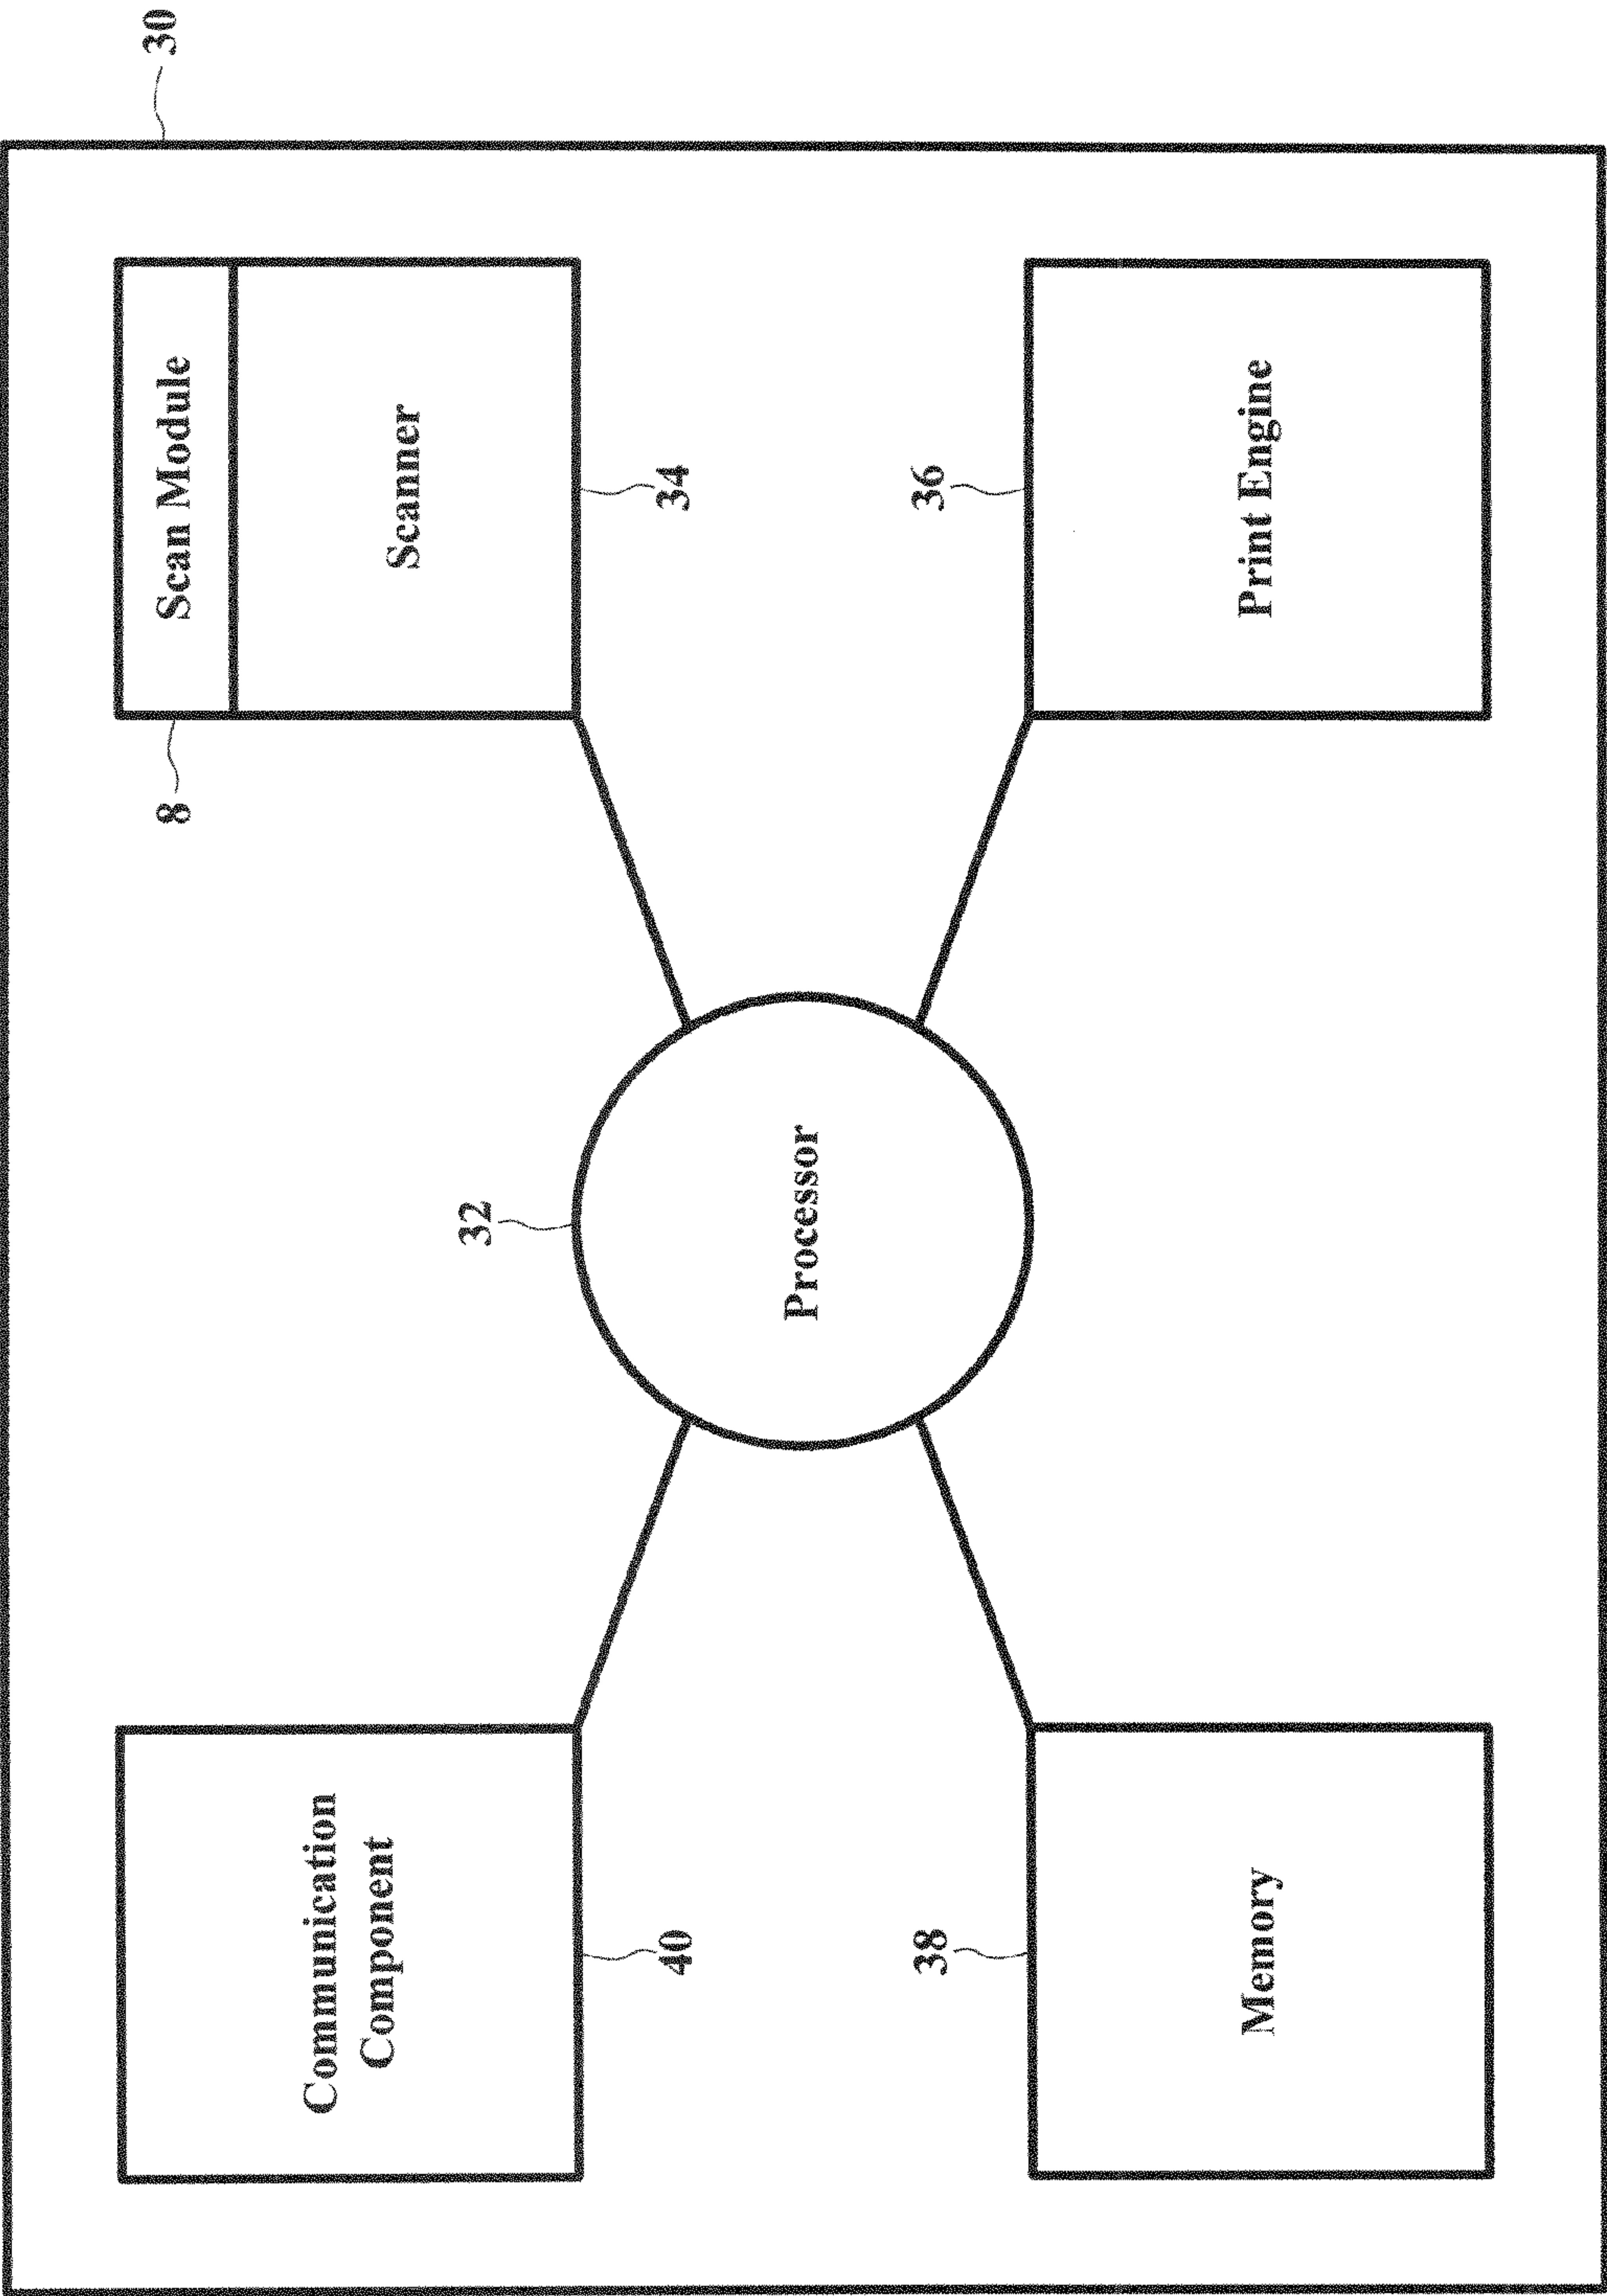 30
Communication
Component
40
32
8
Scan Module
Scanner
34
Processor
38
Memory
36
Print Engine